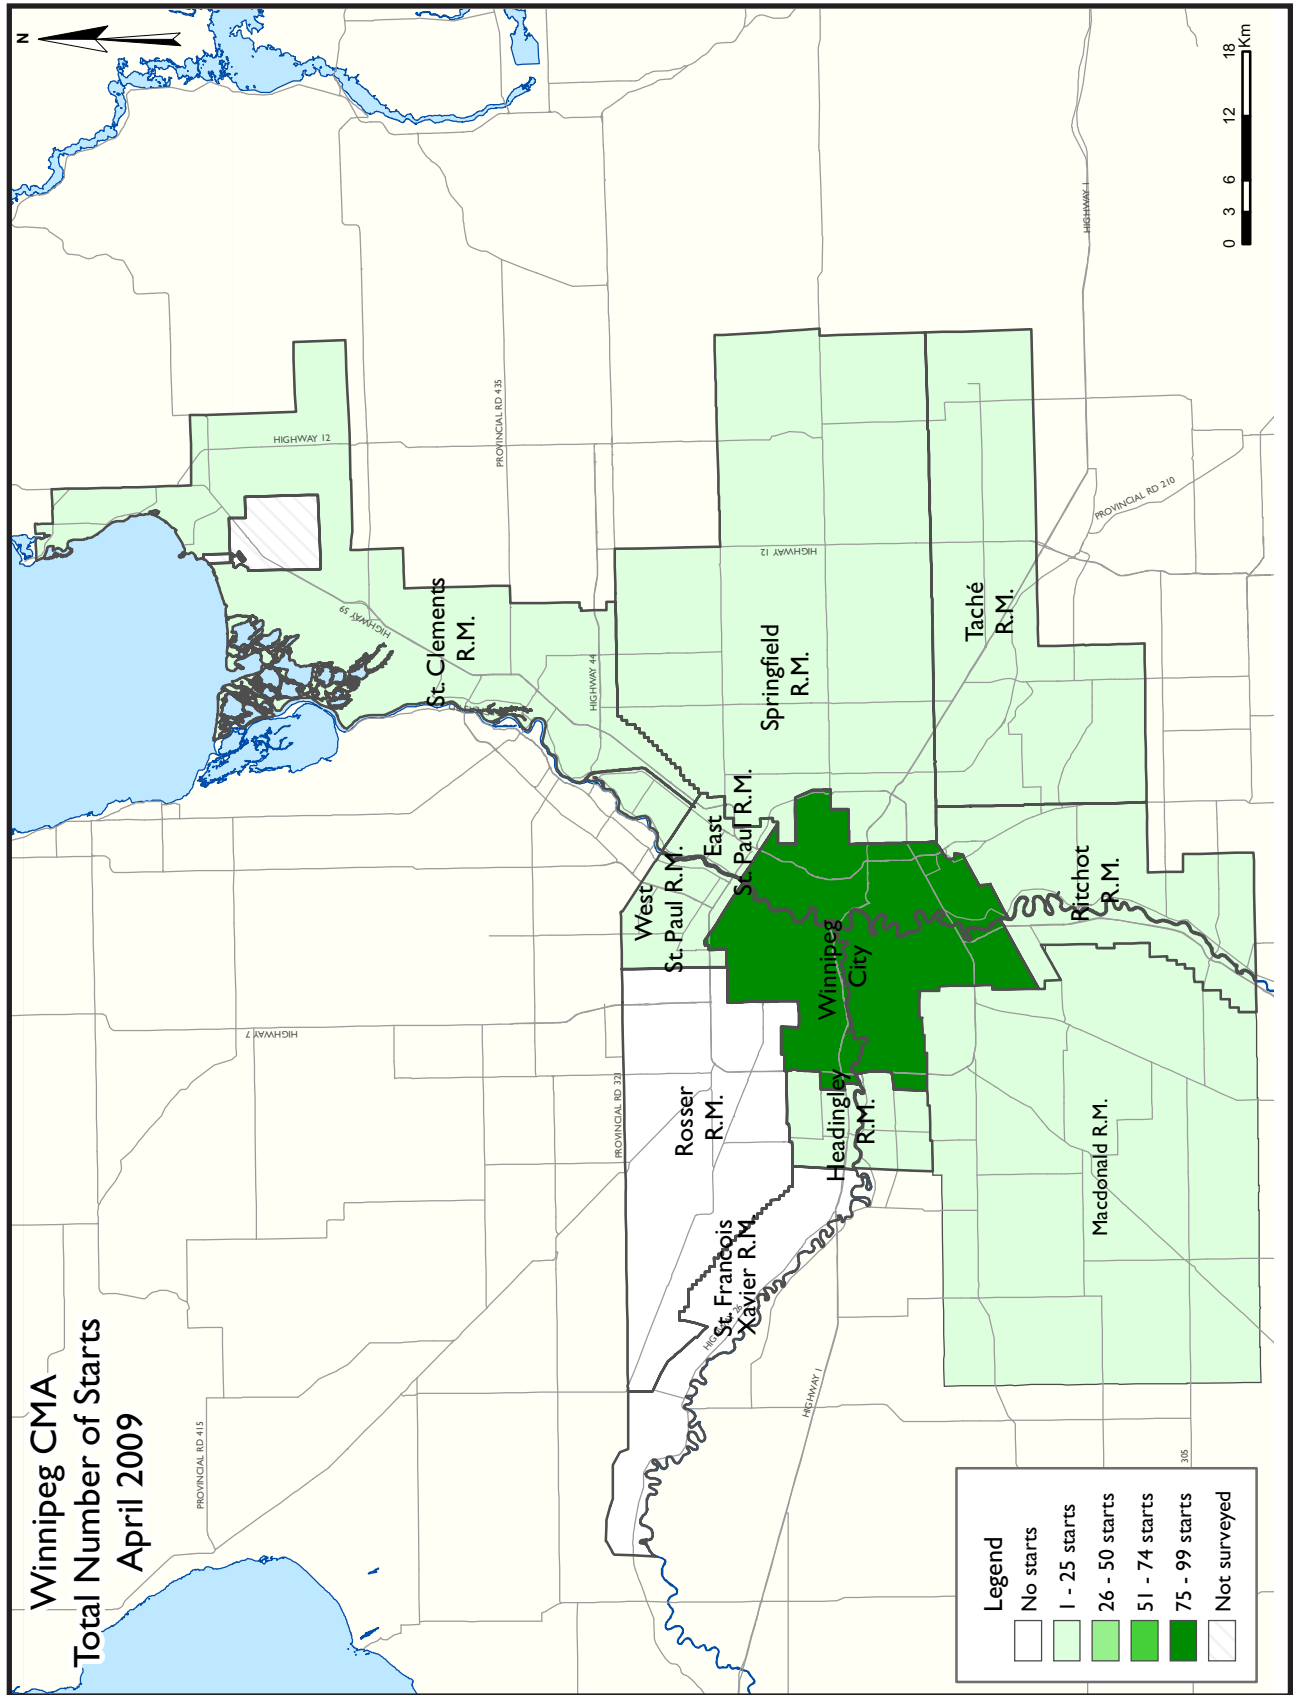 Winnipeg CMA
Total Number of Starts
April 2009
N
PROVINCIAL RD 415
HIGHWAY 7
HIGHWAY 12
HIGHWAY 59
PROVINCIAL RD 435
St. Clements
R.M.
HIGHWAY 44
PROVINCIAL RD 321
West
St. Paul R.M.
East
St. Paul R.M.
Rosser
R.M.
St. Francois
Xavier R.M.
HIGHWAY 26
Springfield
R.M.
HIGHWAY 12
Winnipeg
City
Headingley
R.M.
HIGHWAY 1
Taché
R.M.
HIGHWAY 1
PROVINCIAL RD 210
Ritchot
R.M.
Macdonald R.M.
305
Legend
No starts
1 - 25 starts
26 - 50 starts
51 - 74 starts
75 - 99 starts
Not surveyed
0 3 6 12 18
Km